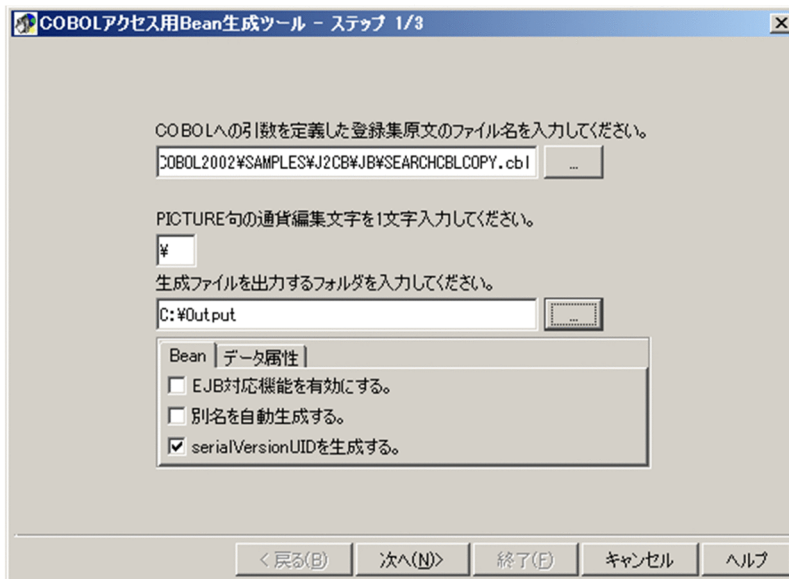 COBOLアクセス用Bean生成ツール - ステップ 1/3
COBOLへの引数を定義した登録集原文のファイル名を入力してください。
COBOL2002¥SAMPLES¥J2CB¥JB¥SEARCHCBLCOPY.cbl
...
PICTURE句の通貨編集文字を1文字入力してください。
¥
生成ファイルを出力するフォルダを入力してください。
C:¥Output
...
Bean データ属性
EJB対応機能を有効にする。
別名を自動生成する。
serialVersionUIDを生成する。
< 戻る(B) 次へ(N)> 終了(F) キャンセル ヘルプ